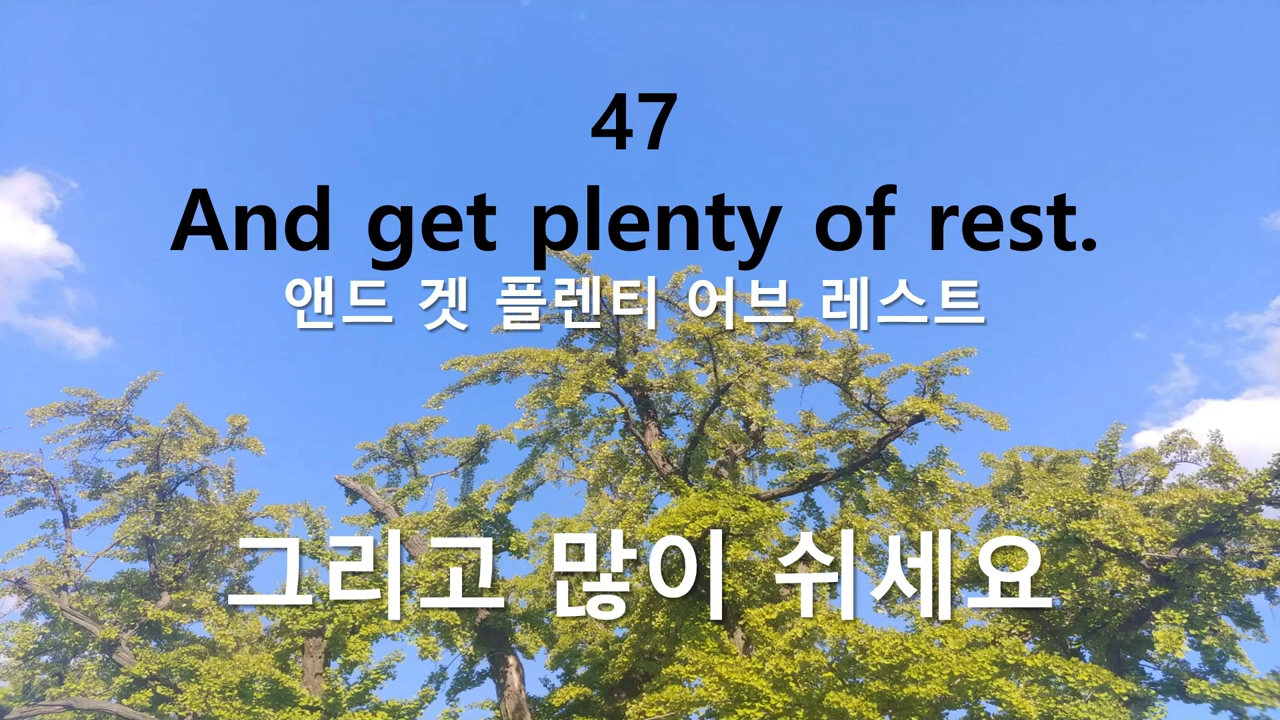 47
And get plenty of rest.
앤드 겟 플렌티 어브 레스트
그리고 많이 쉬세요